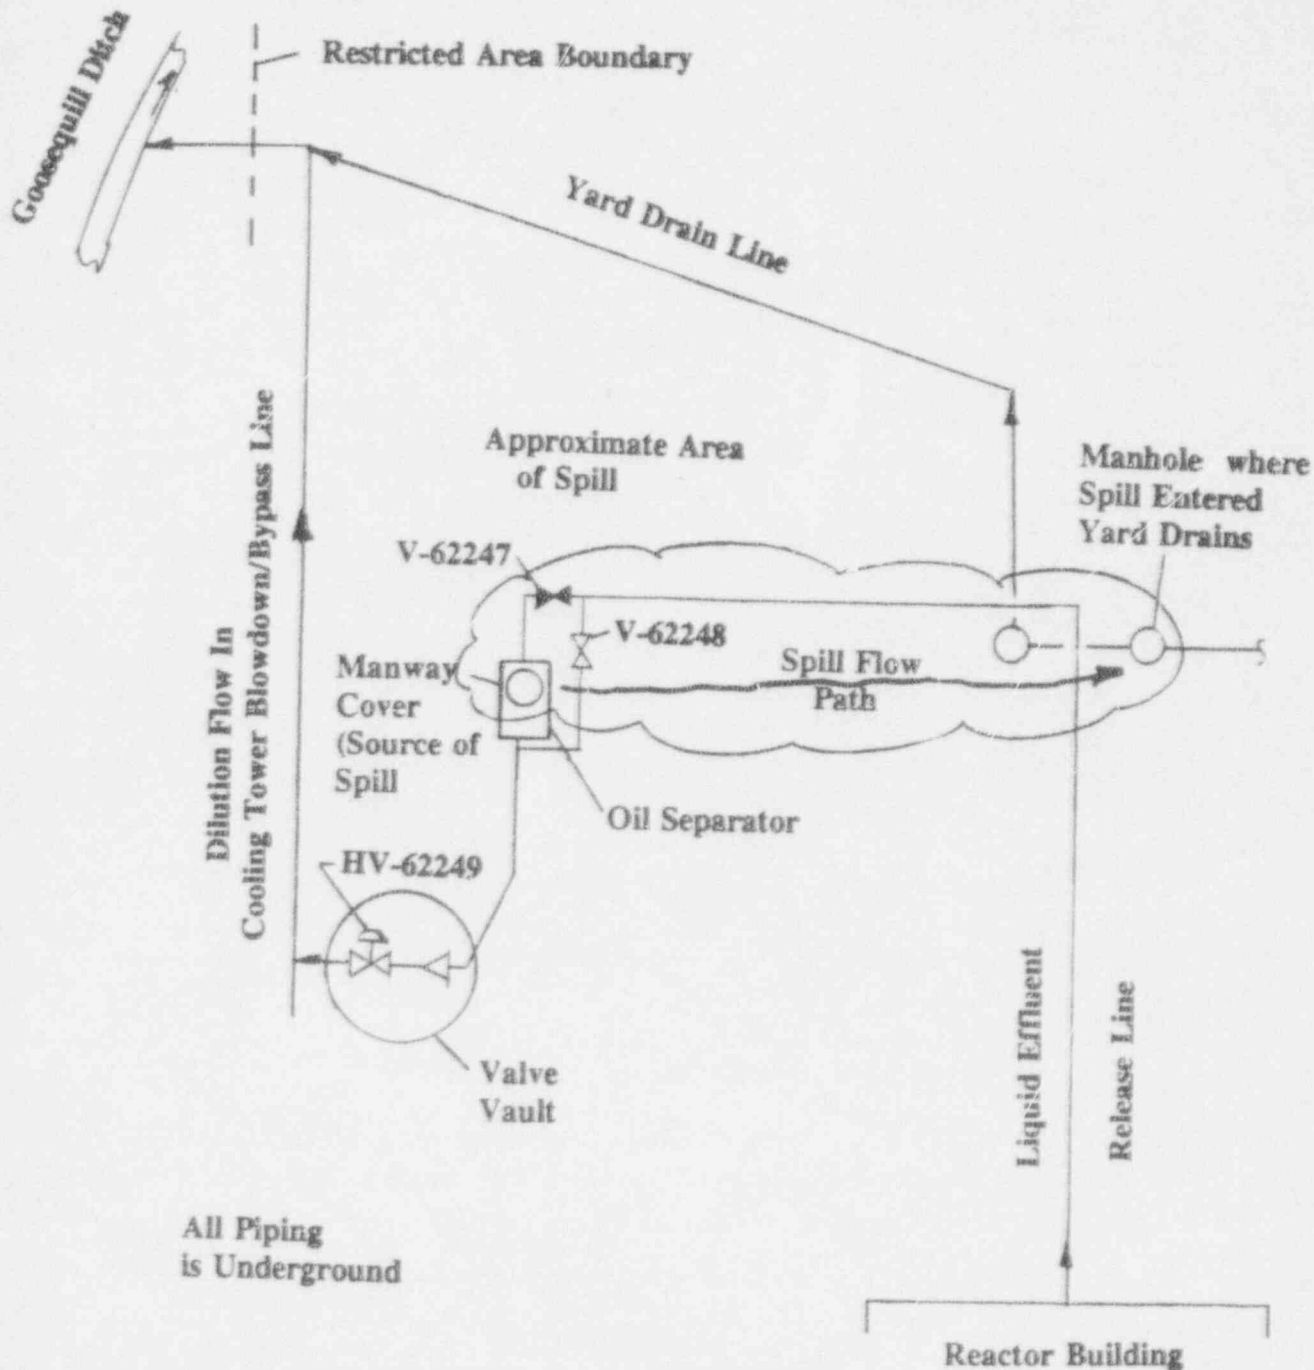 Goosequill Ditch
Restricted Area Boundary
Yard Drain Line
Dilution Flow In
Cooling Tower Blowdown/Bypass Line
Approximate Area
of Spill
Manhole where
Spill Entered
Yard Drains
V-62247
V-62248
Manway
Cover
(Source of
Spill
Spill Flow
Path
Oil Separator
HV-62249
Valve
Vault
Liquid Effluent
Release Line
All Piping
is Underground
Reactor Building